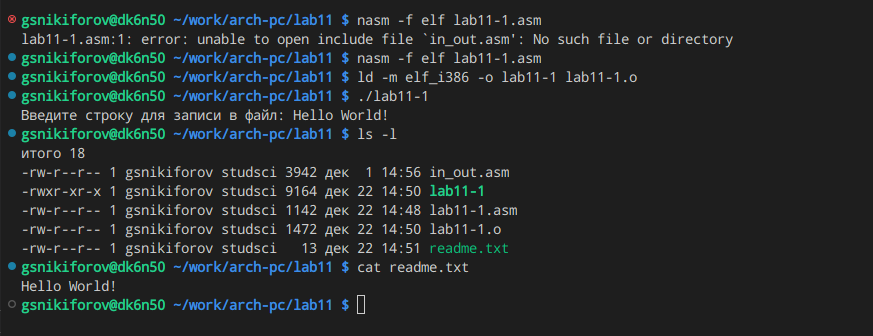 gsnikiforov@dk6n50 ~/work/arch-pc/lab11 $ nasm -f elf lab11-1.asm
lab11-1.asm:1: error: unable to open include file `in_out.asm': No such file or directory
gsnikiforov@dk6n50 ~/work/arch-pc/lab11 $ nasm -f elf lab11-1.asm
gsnikiforov@dk6n50 ~/work/arch-pc/lab11 $ ld -m elf_i386 -o lab11-1 lab11-1.o
gsnikiforov@dk6n50 ~/work/arch-pc/lab11 $ ./lab11-1
Введите строку для записи в файл: Hello World!
gsnikiforov@dk6n50 ~/work/arch-pc/lab11 $ ls -l
итого 18
-rw-r--r-- 1 gsnikiforov studsci 3942 дек  1 14:56 in_out.asm
-rwxr-xr-x 1 gsnikiforov studsci 9164 дек 22 14:50 lab11-1
-rw-r--r-- 1 gsnikiforov studsci 1142 дек 22 14:48 lab11-1.asm
-rw-r--r-- 1 gsnikiforov studsci 1472 дек 22 14:50 lab11-1.o
-rw-r--r-- 1 gsnikiforov studsci   13 дек 22 14:51 readme.txt
gsnikiforov@dk6n50 ~/work/arch-pc/lab11 $ cat readme.txt
Hello World!
gsnikiforov@dk6n50 ~/work/arch-pc/lab11 $